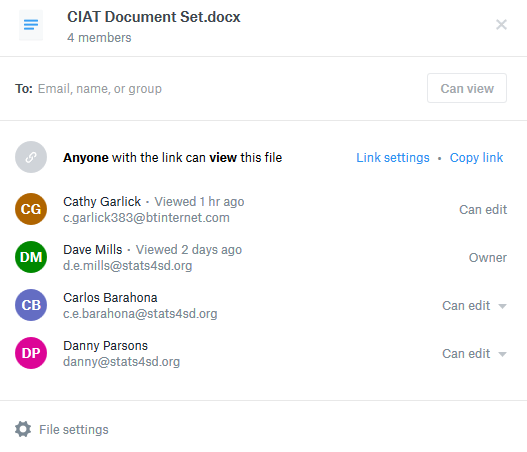 CIAT Document Set.docx
4 members
To: Email, name, or group
Can view
Anyone with the link can view this file
Link settings • Copy link
CG
Cathy Garlick • Viewed 1 hr ago
c.garlick383@btinternet.com
Can edit
DM
Dave Mills • Viewed 2 days ago
d.e.mills@stats4sd.org
Owner
CB
Carlos Barahona
c.e.barahona@stats4sd.org
Can edit
DP
Danny Parsons
danny@stats4sd.org
Can edit
File settings